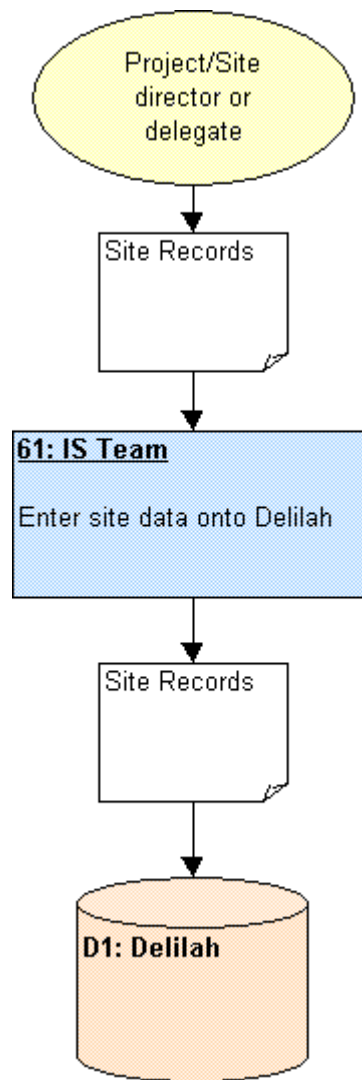 Project/Site
director or
delegate
Site Records
61: IS Team
Enter site data onto Delilah
Site Records
D1: Delilah